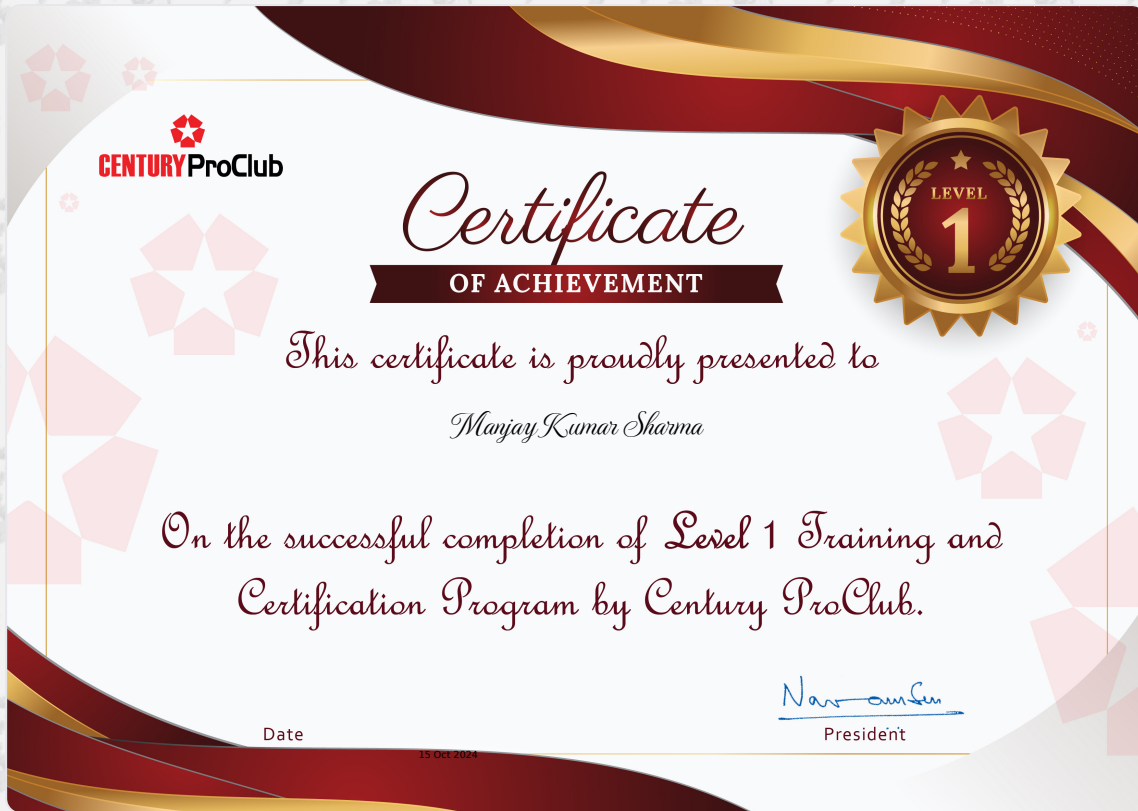 CENTURY ProClub
LEVEL
1
Certificate
OF ACHIEVEMENT
This certificate is proudly presented to
Manjay Kumar Sharma
On the successful completion of Level 1 Training and
Certification Program by Century ProClub.
Date
President
15 Oct 2024